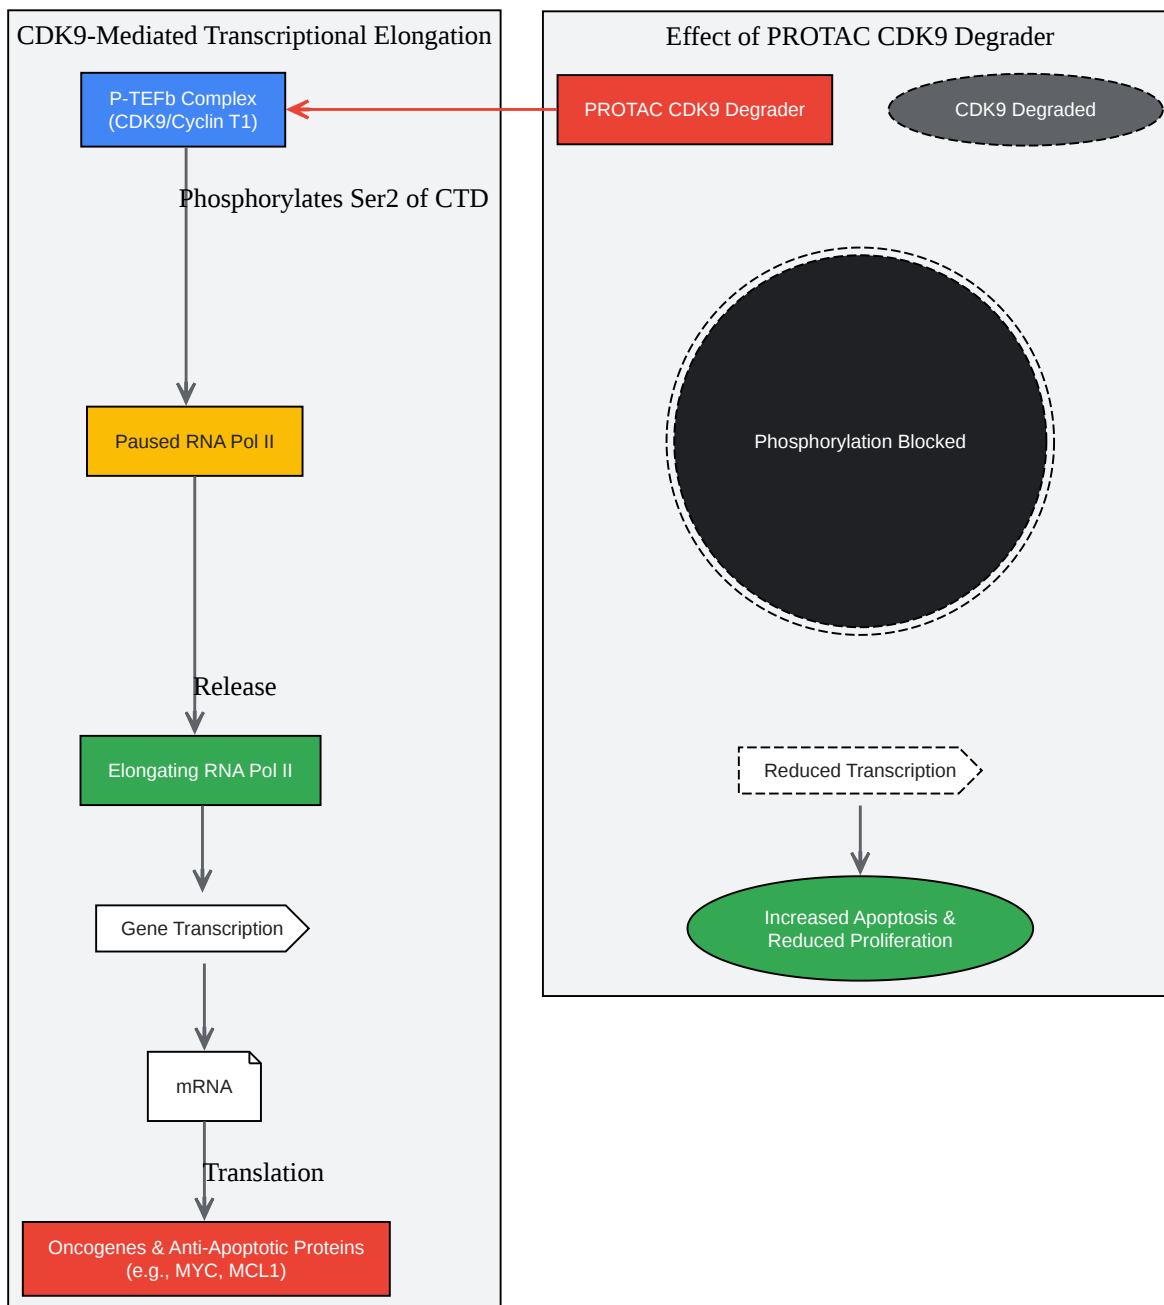 CDK9-Mediated Transcriptional Elongation
P-TEFb Complex
(CDK9/Cyclin T1)
Phosphorylates Ser2 of CTD
Paused RNA Pol II
Release
Elongating RNA Pol II
Gene Transcription
mRNA
Translation
Oncogenes & Anti-Apoptotic Proteins
(e.g., MYC, MCL1)
Effect of PROTAC CDK9 Degrader
PROTAC CDK9 Degrader
CDK9 Degraded
Phosphorylation Blocked
Reduced Transcription
Increased Apoptosis &
Reduced Proliferation